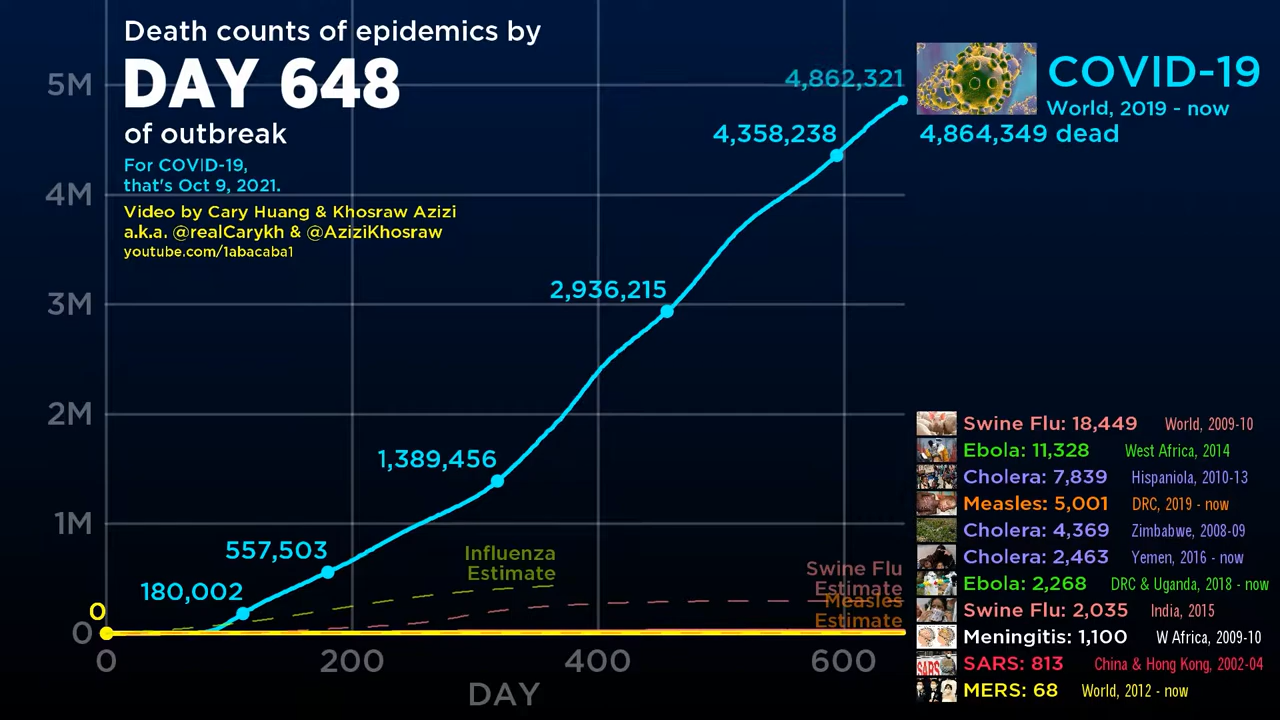 Death counts of epidemics by
DAY 648
of outbreak
For COVID-19,
that's Oct 9, 2021.
Video by Cary Huang & Khosraw Azizi
a.k.a. @realCarykh & @AziziKhosraw
youtube.com/1abacaba1
5M
4M
3M
2M
1M
0
0
180,002
557,503
1,389,456
2,936,215
4,358,238
4,862,321
COVID-19
World, 2019 - now
4,864,349 dead
Influenza
Estimate
Swine Flu
Estimate
Measles
Estimate
Swine Flu: 18,449 World, 2009-10
Ebola: 11,328 West Africa, 2014
Cholera: 7,839 Hispaniola, 2010-13
Measles: 5,001 DRC, 2019 - now
Cholera: 4,369 Zimbabwe, 2008-09
Cholera: 2,463 Yemen, 2016 - now
Ebola: 2,268 DRC & Uganda, 2018 - now
Swine Flu: 2,035 India, 2015
Meningitis: 1,100 W Africa, 2009-10
SARS
SARS: 813 China & Hong Kong, 2002-04
MERS: 68 World, 2012 - now
0 200 400 600
DAY